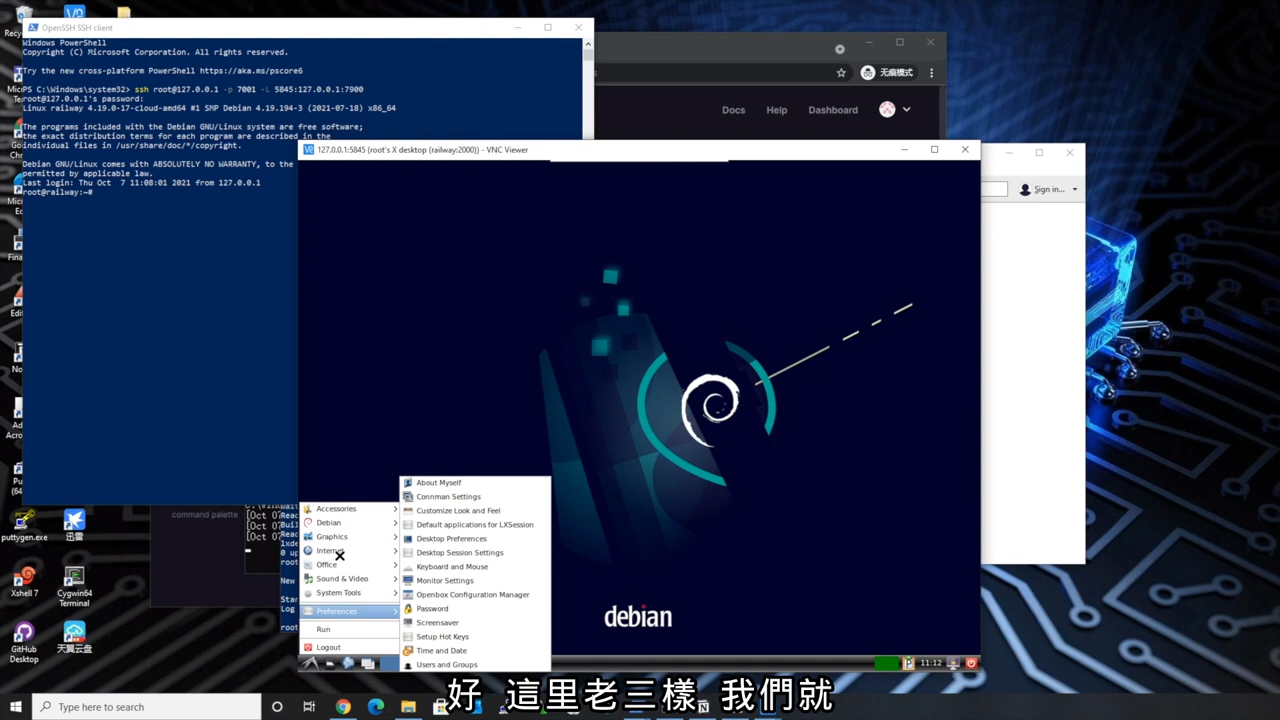 OpenSSH SSH client
Windows PowerShell
Copyright (C) Microsoft Corporation. All rights reserved.
Try the new cross-platform PowerShell https://aka.ms/pscore6
PS C:\Windows\system32> ssh root@127.0.0.1 -p 7001 -L 5845:127.0.0.1:7900
root@127.0.0.1's password:
Linux railway 4.19.0-17-cloud-amd64 #1 SMP Debian 4.19.194-3 (2021-07-18) x86_64
The programs included with the Debian GNU/Linux system are free software;
the exact distribution terms for each program are described in the
individual files in /usr/share/doc/*/copyright.
Debian GNU/Linux comes with ABSOLUTELY NO WARRANTY, to the
permitted by applicable law.
Last login: Thu Oct 7 11:08:01 2021 from 127.0.0.1
root@railway:~#
无痕模式
Docs Help Dashboard
127.0.0.1:5845 (root's X desktop (railway:2000)) - VNC Viewer
Sign in...
debian
Accessories
Debian
Graphics
Internet
Office
Sound & Video
System Tools
Preferences
Run
Logout
About Myself
Connman Settings
Customize Look and Feel
Default applications for LXSession
Desktop Preferences
Desktop Session Settings
Keyboard and Mouse
Monitor Settings
Openbox Configuration Manager
Password
Screensaver
Setup Hot Keys
Time and Date
Users and Groups
11:12
command palette
[Oct 07
[Oct 07
[Oct 07
puttygen.exe
迅雷
Xshell 7
Cygwin64
Terminal
GitHub
Desktop
天翼云盘
Type here to search
好 這里老三樣 我們就